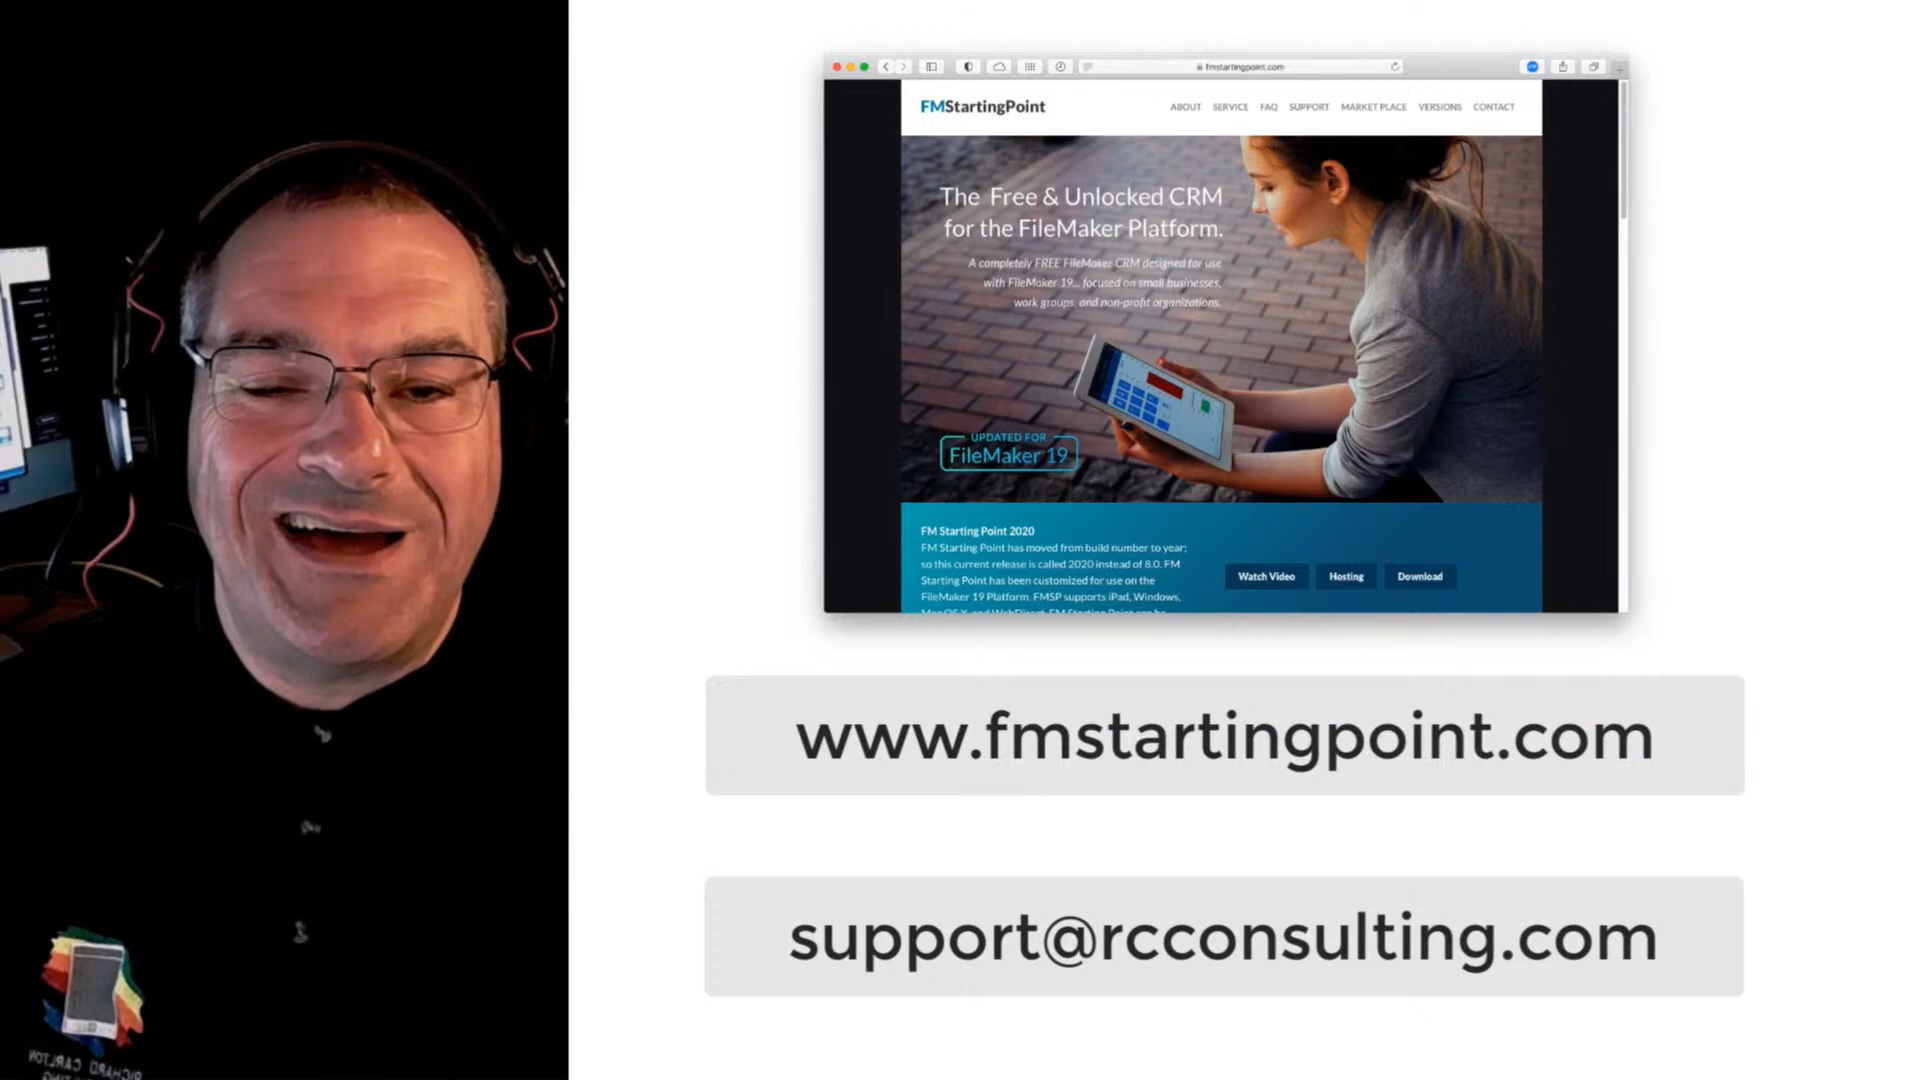 fmstartingpoint.com
FMStartingPoint
ABOUT SERVICE FAQ SUPPORT MARKET PLACE VERSIONS CONTACT
The Free & Unlocked CRM
for the FileMaker Platform.
A completely FREE FileMaker CRM designed for use
with FileMaker 19... focused on small businesses,
work groups, and non-profit organizations.
UPDATED FOR
FileMaker 19
FM Starting Point 2020
FM Starting Point has moved from build number to year;
so this current release is called 2020 instead of 8.0. FM
Starting Point has been customized for use on the
FileMaker 19 Platform. FMSP supports iPad, Windows,
Watch Video Hosting Download
www.fmstartingpoint.com
support@rcconsulting.com
RICHARD CARLTON